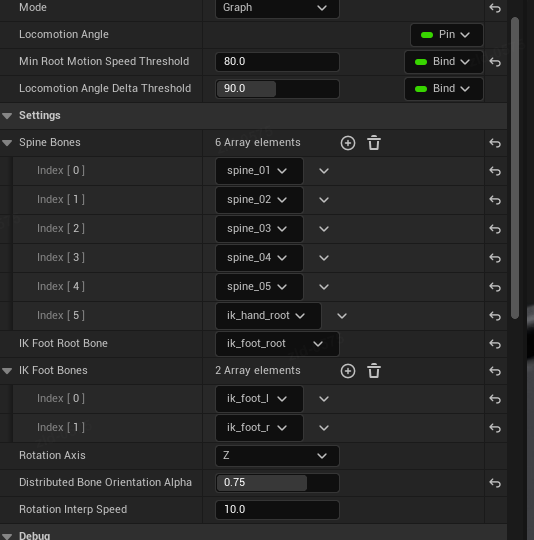 Mode Graph
Locomotion Angle Pin
Min Root Motion Speed Threshold 80.0 Bind
Locomotion Angle Delta Threshold 90.0 Bind
Settings
Spine Bones 6 Array elements
Index [ 0 ] spine_01
Index [ 1 ] spine_02
Index [ 2 ] spine_03
Index [ 3 ] spine_04
Index [ 4 ] spine_05
Index [ 5 ] ik_hand_root
IK Foot Root Bone ik_foot_root
IK Foot Bones 2 Array elements
Index [ 0 ] ik_foot_l
Index [ 1 ] ik_foot_r
Rotation Axis Z
Distributed Bone Orientation Alpha 0.75
Rotation Interp Speed 10.0
Debug